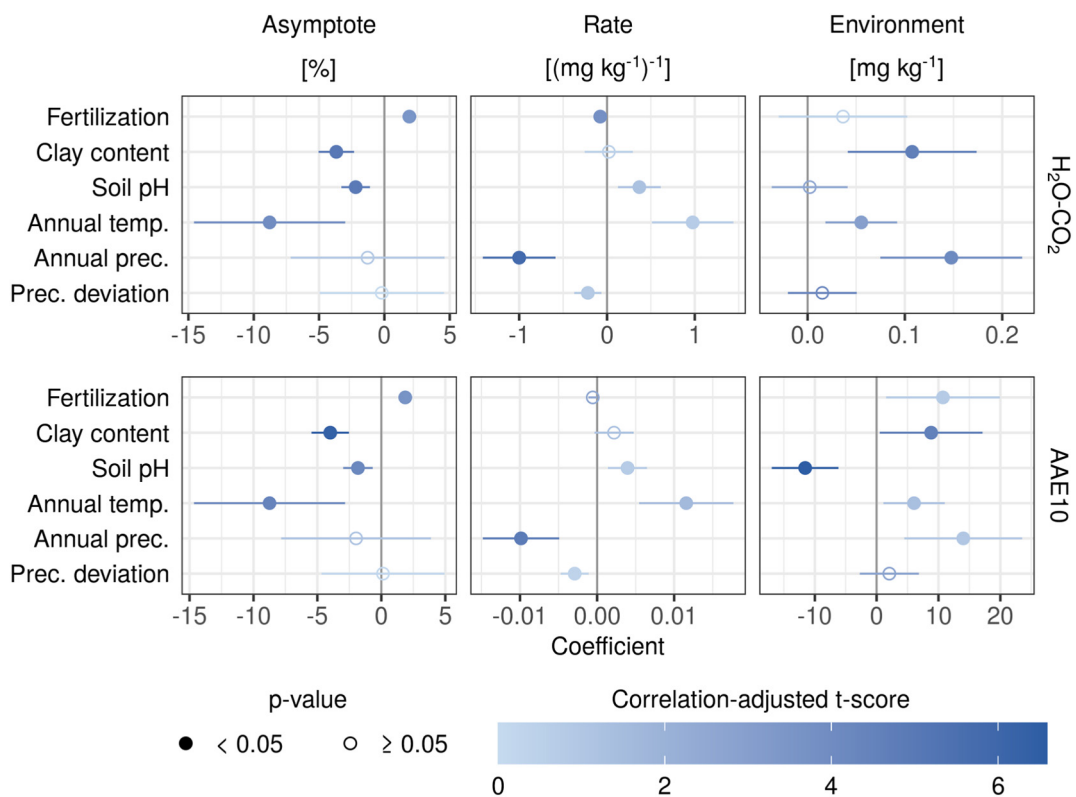 Asymptote Rate Environment
[%] [(mg kg⁻¹)⁻¹] [mg kg⁻¹]
Fertilization
Clay content
Soil pH
Annual temp.
Annual prec.
Prec. deviation
H₂O-CO₂
-15 -10 -5 0 5 -1 0 1 0.0 0.1 0.2
Fertilization
Clay content
Soil pH
Annual temp.
Annual prec.
Prec. deviation
AAE10
-15 -10 -5 0 5 -0.01 0.00 0.01 -10 0 10 20
Coefficient
p-value Correlation-adjusted t-score
< 0.05 ≥ 0.05
0 2 4 6